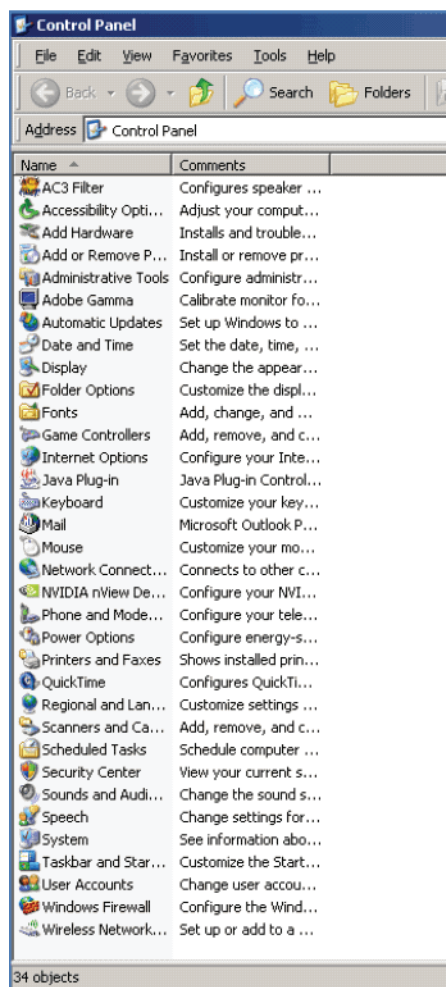 Control Panel
File Edit View Favorites Tools Help
Back Search Folders
Address Control Panel
Name Comments
AC3 Filter Configures speaker ...
Accessibility Opti... Adjust your comput...
Add Hardware Installs and trouble...
Add or Remove P... Install or remove pr...
Administrative Tools Configure administr...
Adobe Gamma Calibrate monitor fo...
Automatic Updates Set up Windows to ...
Date and Time Set the date, time, ...
Display Change the appear...
Folder Options Customize the displ...
Fonts Add, change, and ...
Game Controllers Add, remove, and c...
Internet Options Configure your Inte...
Java Plug-in Java Plug-in Control...
Keyboard Customize your key...
Mail Microsoft Outlook P...
Mouse Customize your mo...
Network Connect... Connects to other c...
NVIDIA nView De... Configure your NVI...
Phone and Mode... Configure your tele...
Power Options Configure energy-s...
Printers and Faxes Shows installed prin...
QuickTime Configures QuickTi...
Regional and Lan... Customize settings ...
Scanners and Ca... Add, remove, and c...
Scheduled Tasks Schedule computer ...
Security Center View your current s...
Sounds and Audi... Change the sound s...
Speech Change settings for...
System See information abo...
Taskbar and Star... Customize the Start...
User Accounts Change user accou...
Windows Firewall Configure the Wind...
Wireless Network... Set up or add to a ...
34 objects